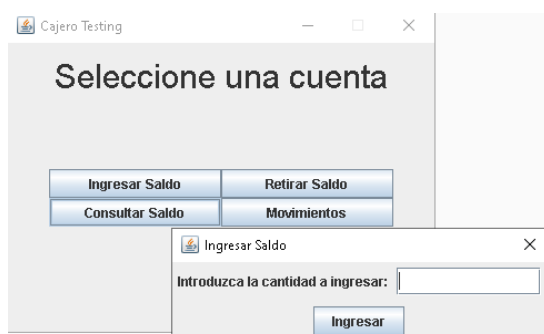 Cajero Testing
Seleccione una cuenta
Ingresar Saldo
Retirar Saldo
Consultar Saldo
Movimientos
Ingresar Saldo
Introduzca la cantidad a ingresar:
Ingresar